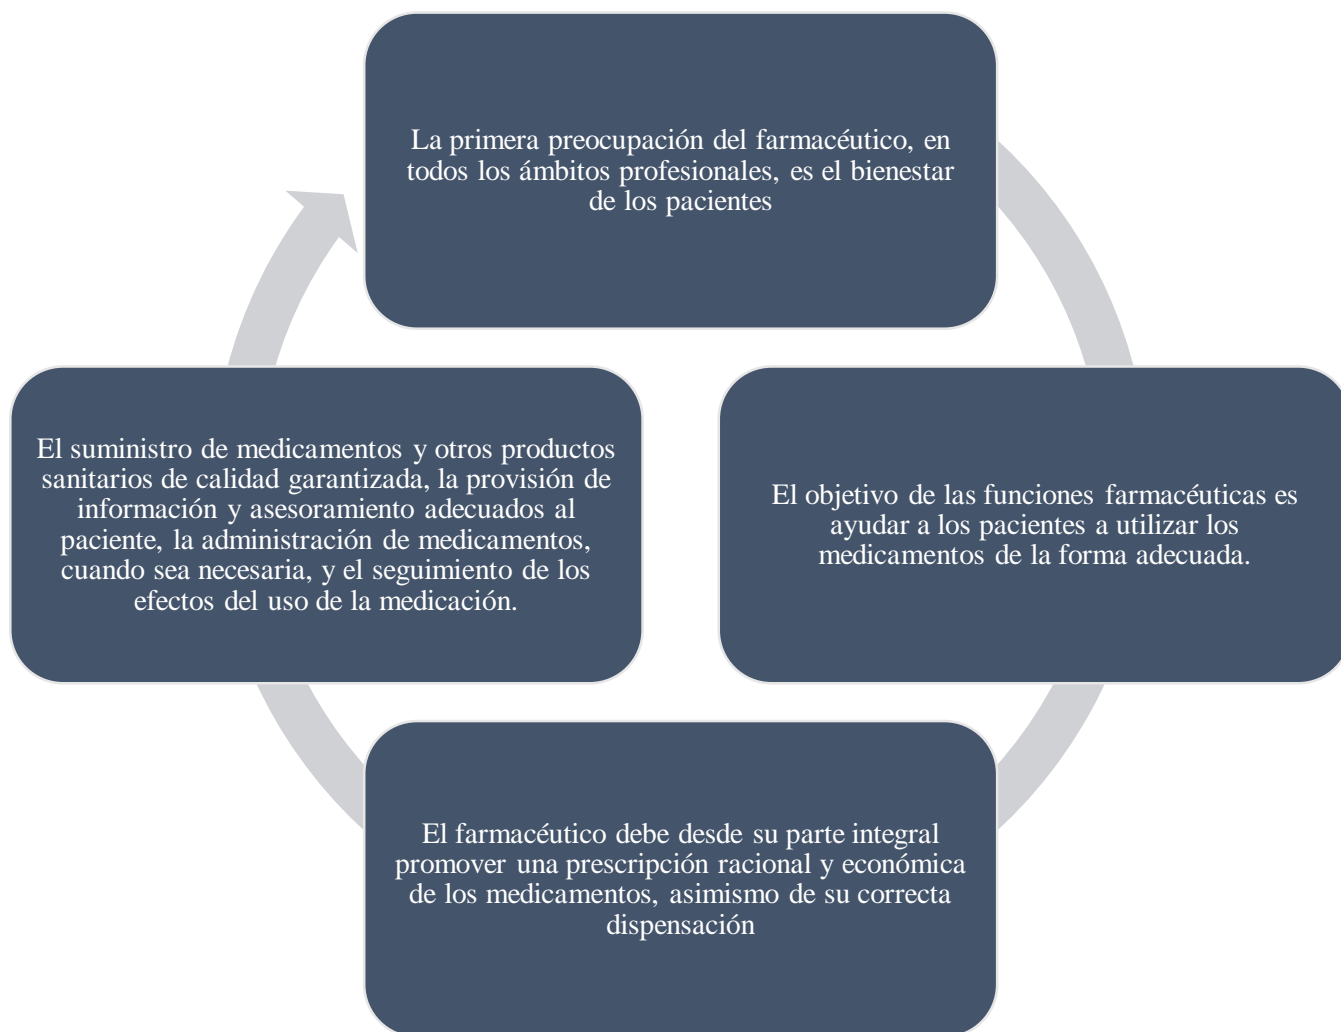 La primera preocupación del farmacéutico, en
todos los ámbitos profesionales, es el bienestar
de los pacientes
El objetivo de las funciones farmacéuticas es
ayudar a los pacientes a utilizar los
medicamentos de la forma adecuada.
El farmacéutico debe desde su parte integral
promover una prescripción racional y económica
de los medicamentos, asimismo de su correcta
dispensación
El suministro de medicamentos y otros productos
sanitarios de calidad garantizada, la provisión de
información y asesoramiento adecuados al
paciente, la administración de medicamentos,
cuando sea necesaria, y el seguimiento de los
efectos del uso de la medicación.